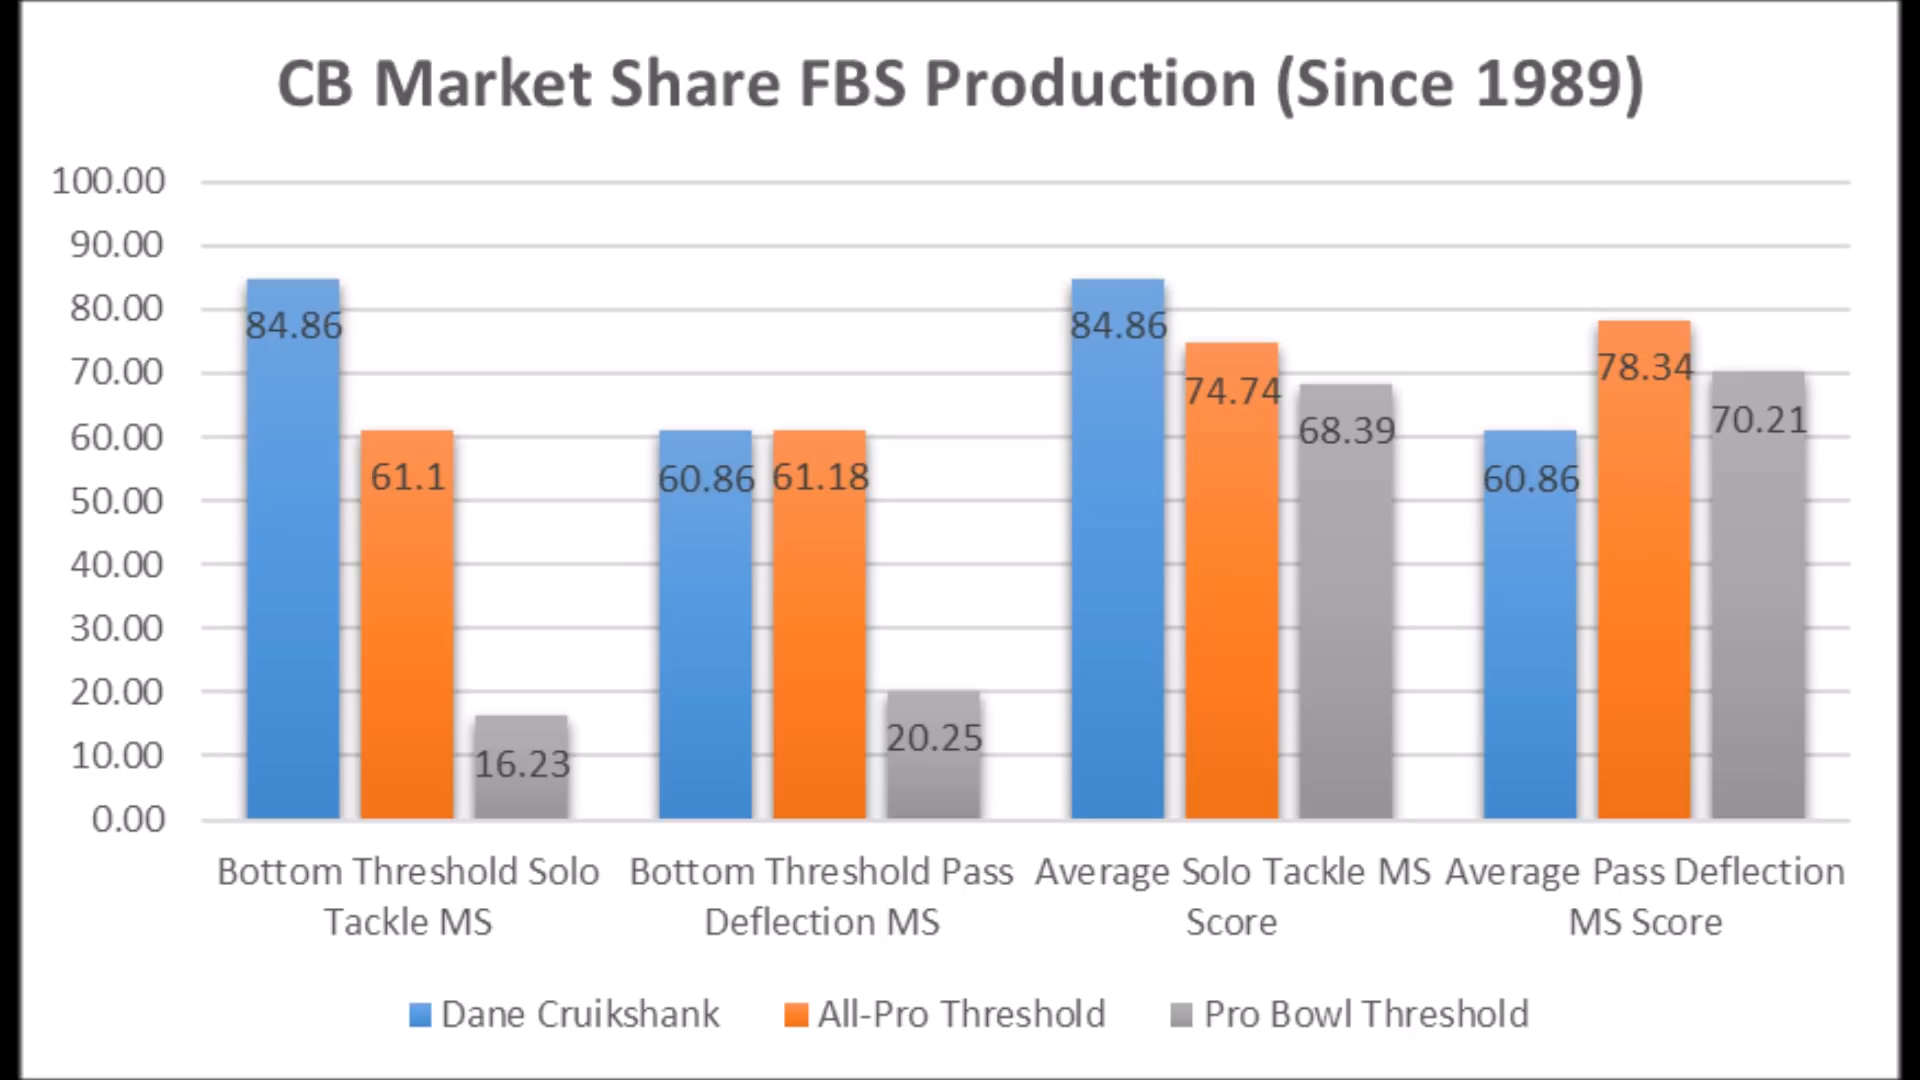 CB Market Share FBS Production (Since 1989)
100.00
90.00
80.00
70.00
60.00
50.00
40.00
30.00
20.00
10.00
0.00
84.86
61.1
16.23
60.86
61.18
20.25
84.86
74.74
68.39
60.86
78.34
70.21
Bottom Threshold Solo
Tackle MS
Bottom Threshold Pass
Deflection MS
Average Solo Tackle MS
Score
Average Pass Deflection
MS Score
Dane Cruikshank
All-Pro Threshold
Pro Bowl Threshold